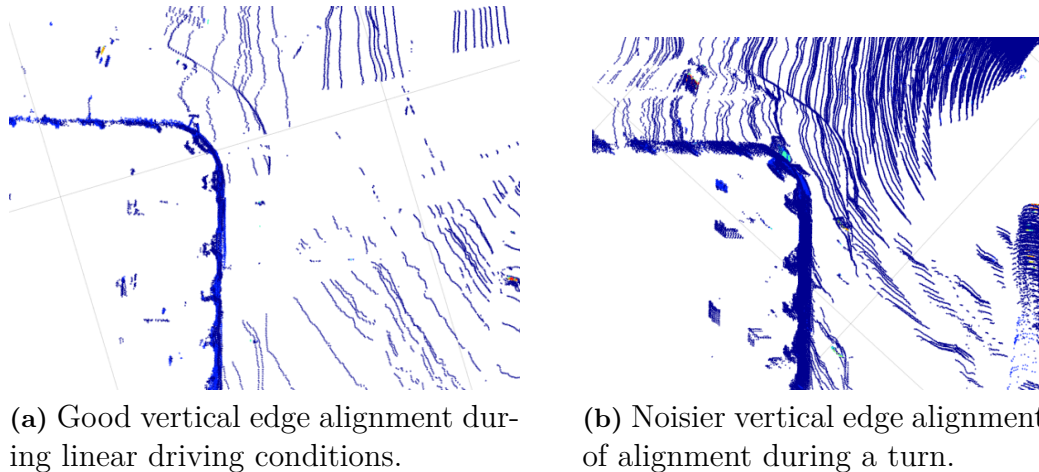 (a) Good vertical edge alignment dur-
ing linear driving conditions.
(b) Noisier vertical edge alignment
of alignment during a turn.